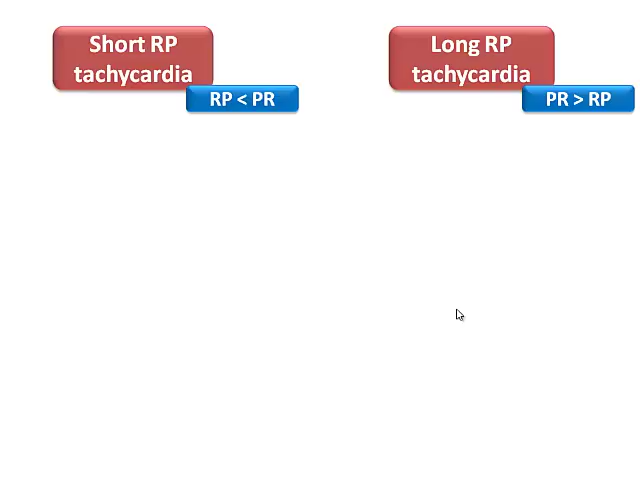 Short RP
tachycardia
RP < PR
Long RP
tachycardia
PR > RP